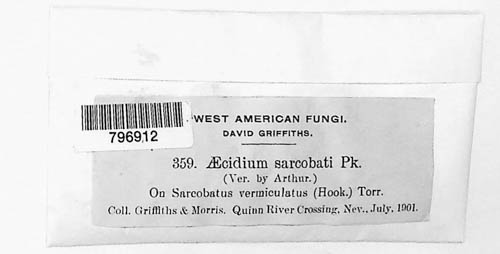 WEST AMERICAN FUNGI.
DAVID GRIFFITHS.
796912
359. Æcidium sarcobati Pk.
(Ver. by Arthur.)
On Sarcobatus vermiculatus (Hook.) Torr.
Coll. Griffiths & Morris. Quinn River Crossing, Nev., July, 1901.